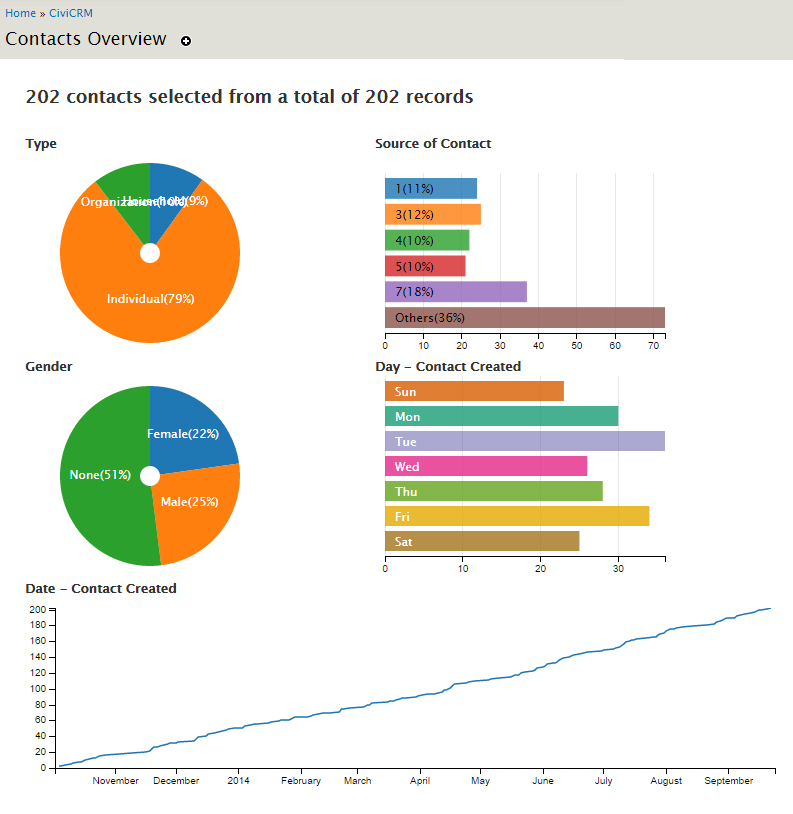 Home » CiviCRM
Contacts Overview
202 contacts selected from a total of 202 records
Type
Household(9%)
Organization(10%)
Individual(79%)
Source of Contact
1(11%)
3(12%)
4(10%)
5(10%)
7(18%)
Others(36%)
0 10 20 30 40 50 60 70
Gender
Female(22%)
None(51%)
Male(25%)
Day - Contact Created
Sun
Mon
Tue
Wed
Thu
Fri
Sat
0 10 20 30
Date - Contact Created
200
180
160
140
120
100
80
60
40
20
0
November December 2014 February March April May June July August September